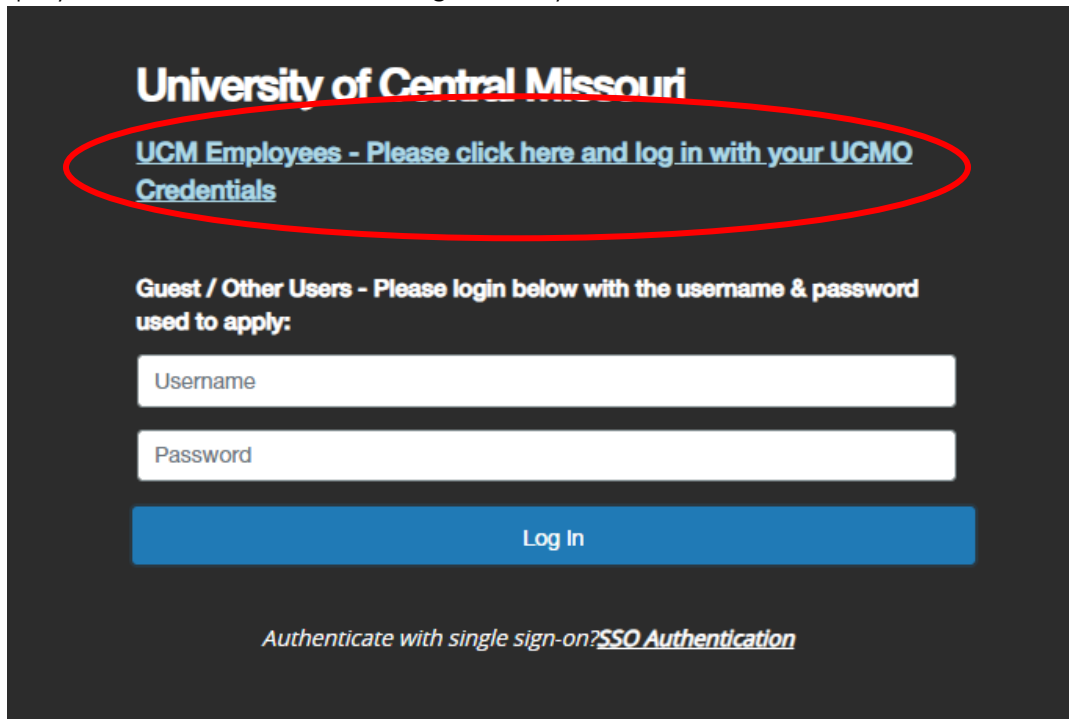 University of Central Missouri
UCM Employees - Please click here and log in with your UCMO
Credentials
Guest / Other Users - Please login below with the username & password
used to apply:
Username
Password
Log In
Authenticate with single sign-on?SSO Authentication